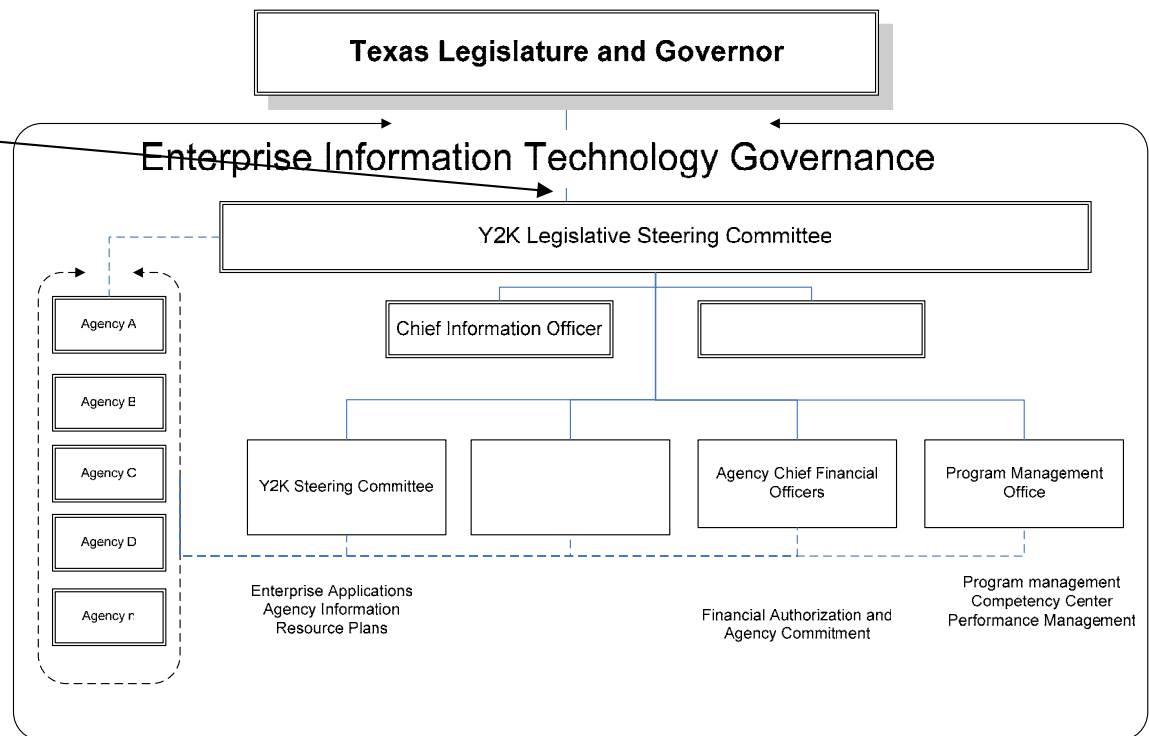 Texas Legislature and Governor
Enterprise Information Technology Governance
Y2K Legislative Steering Committee
Chief Information Officer
Agency A
Agency B
Agency C
Agency D
Agency n
Y2K Steering Committee
Agency Chief Financial
Officers
Program Management
Office
Enterprise Applications
Agency Information
Resource Plans
Financial Authorization and
Agency Commitment
Program management
Competency Center
Performance Management